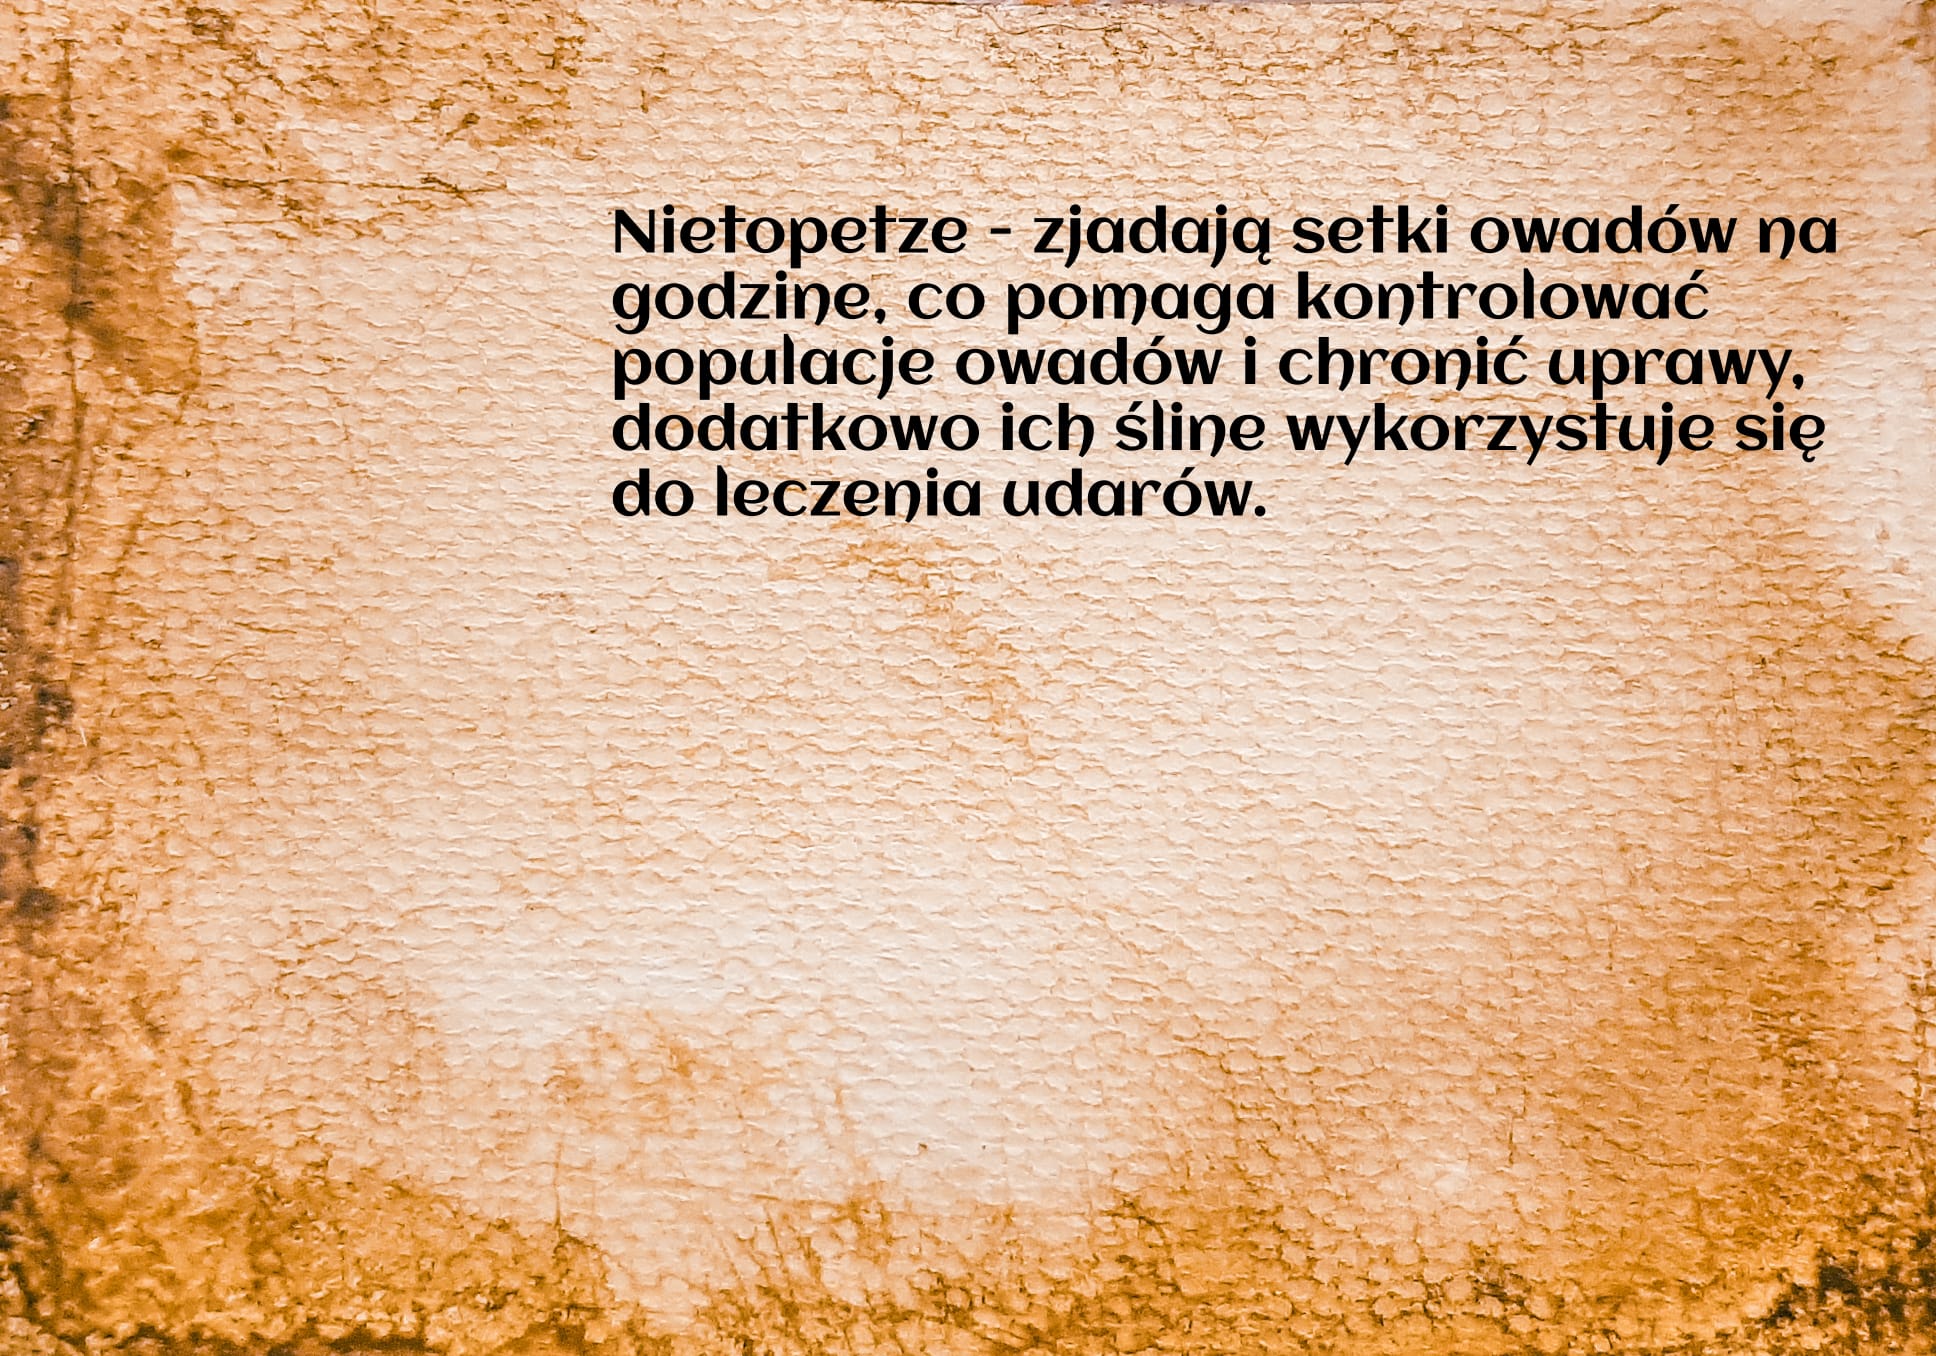 Nietopetze - zjadają setki owadów na
godzine, co pomaga kontrolować
populacje owadów i chronić uprawy,
dodatkowo ich śline wykorzystuje się
do leczenia udarów.